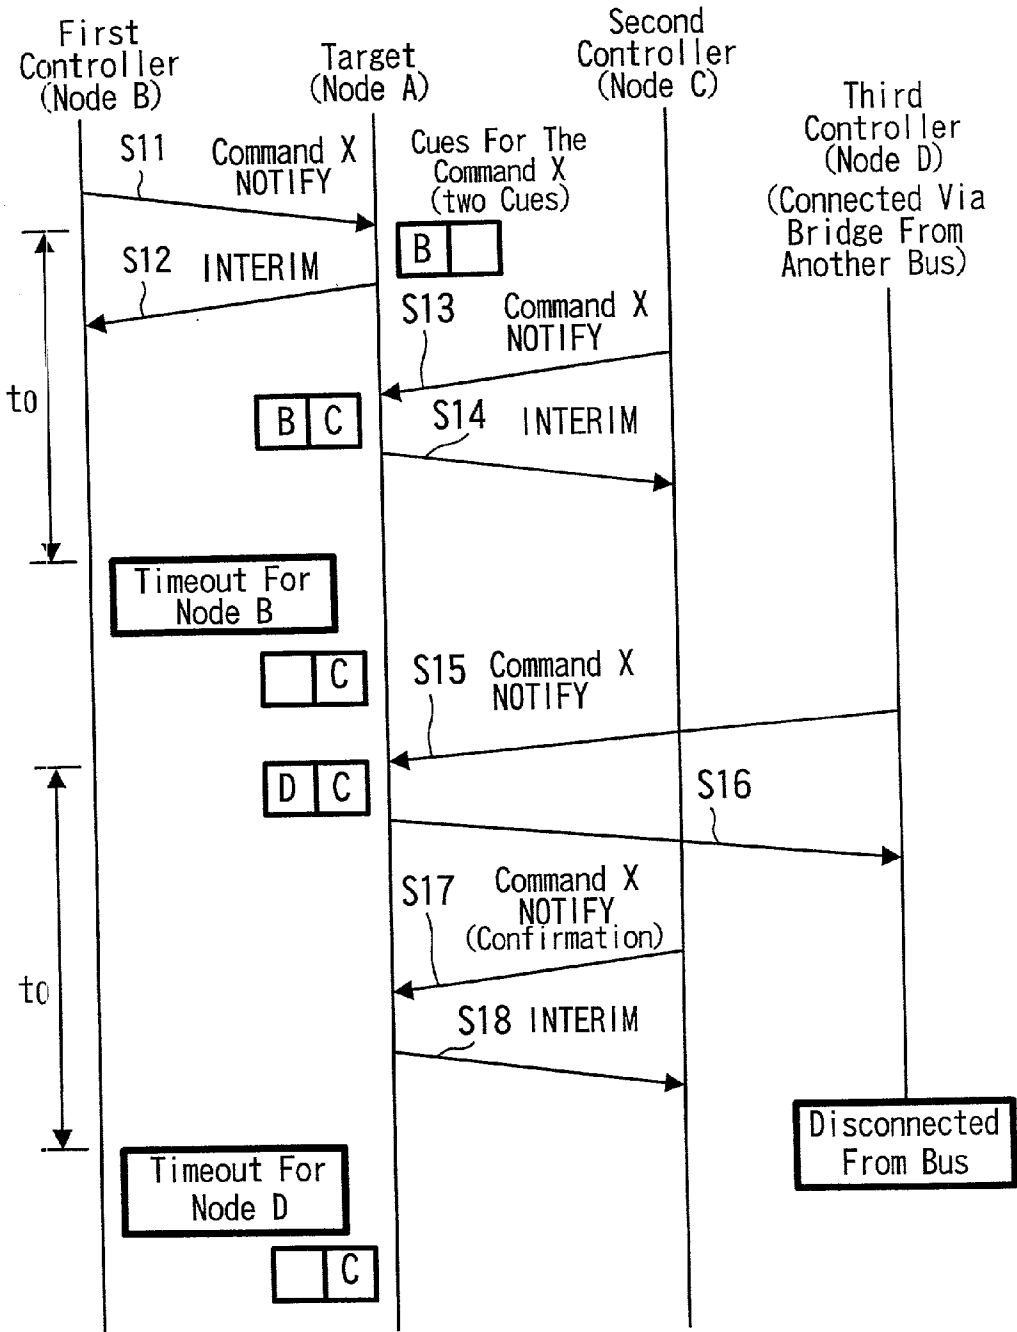 First
Controller
(Node B)
Target
(Node A)
Second
Controller
(Node C)
Third
Controller
(Node D)
(Connected Via
Bridge From
Another Bus)
S11
Command X
NOTIFY
Cues For The
Command X
(two Cues)
B
S12
INTERIM
S13
Command X
NOTIFY
t0
B C
S14
INTERIM
Timeout For
Node B
C
S15
Command X
NOTIFY
D C
S16
S17
Command X
NOTIFY
(Confirmation)
t0
S18
INTERIM
Disconnected
From Bus
Timeout For
Node D
C